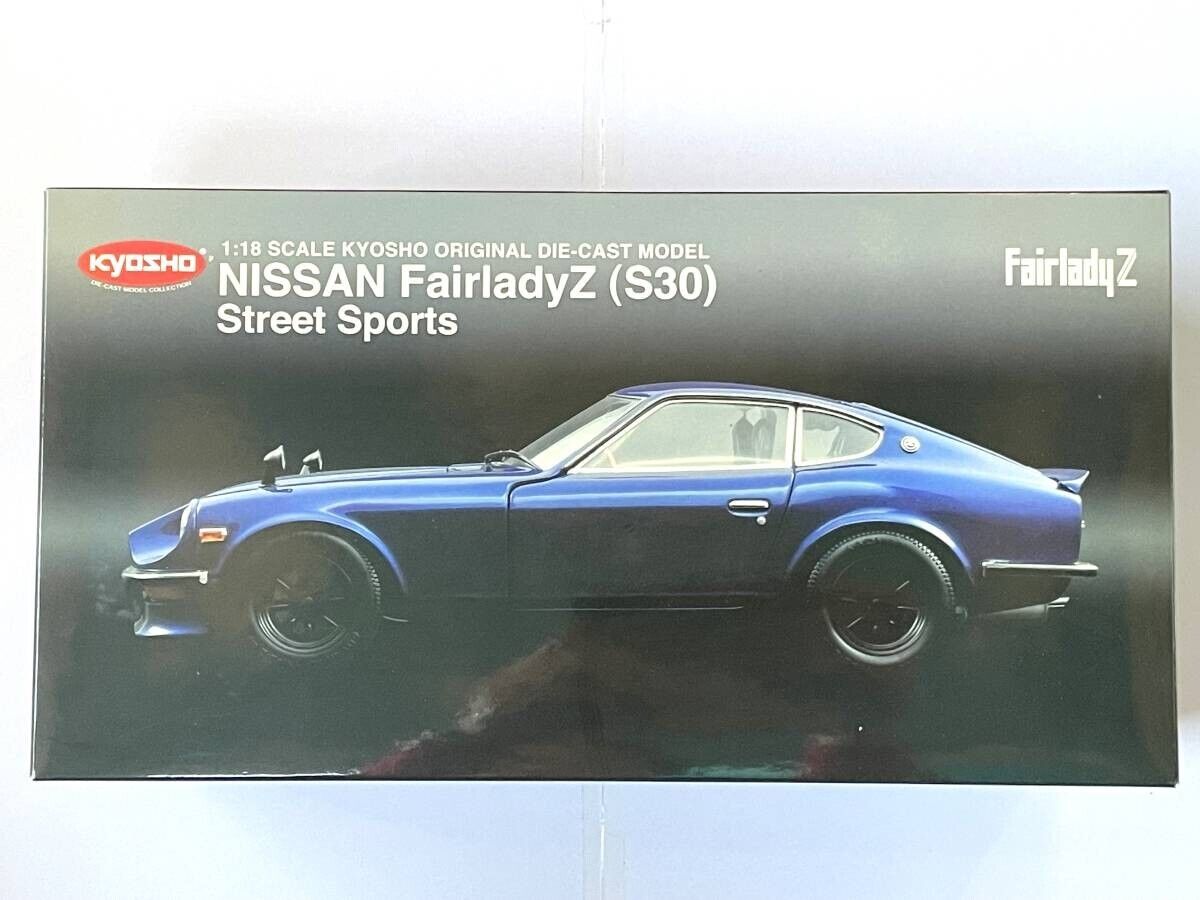 KYOSHO
DIE-CAST MODEL COLLECTION
1:18 SCALE KYOSHO ORIGINAL DIE-CAST MODEL
NISSAN FairladyZ (S30)
Street Sports
Fairlady Z